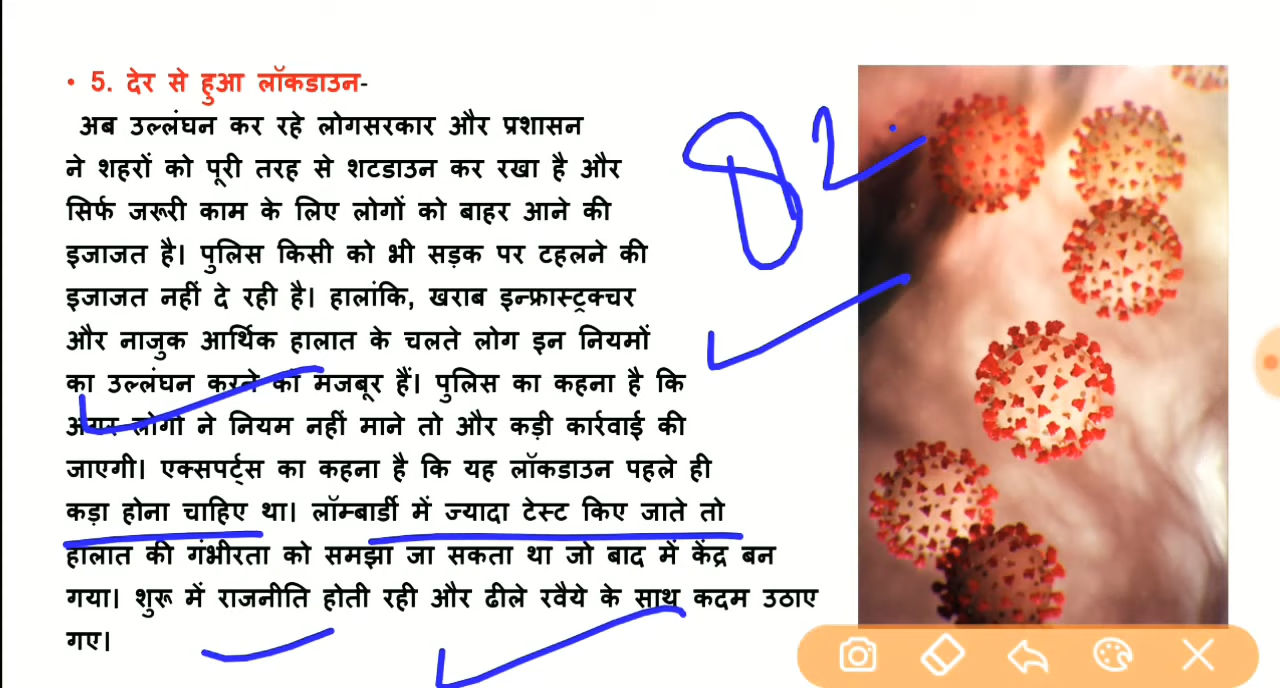 • 5. देर से हुआ लॉकडाउन-
अब उल्लंघन कर रहे लोगसरकार और प्रशासन
ने शहरों को पूरी तरह से शटडाउन कर रखा है और
सिर्फ जरूरी काम के लिए लोगों को बाहर आने की
इजाजत है। पुलिस किसी को भी सड़क पर टहलने की
इजाजत नहीं दे रही है। हालांकि, खराब इन्फ्रास्ट्रक्चर
और नाजुक आर्थिक हालात के चलते लोग इन नियमों
का उल्लंघन करने को मजबूर हैं। पुलिस का कहना है कि
अगर लोगों ने नियम नहीं माने तो और कड़ी कार्रवाई की
जाएगी। एक्सपर्ट्स का कहना है कि यह लॉकडाउन पहले ही
कड़ा होना चाहिए था। लॉम्बार्डी में ज्यादा टेस्ट किए जाते तो
हालात की गंभीरता को समझा जा सकता था जो बाद में केंद्र बन
गया। शुरू में राजनीति होती रही और ढीले रवैये के साथ कदम उठाए
गए।